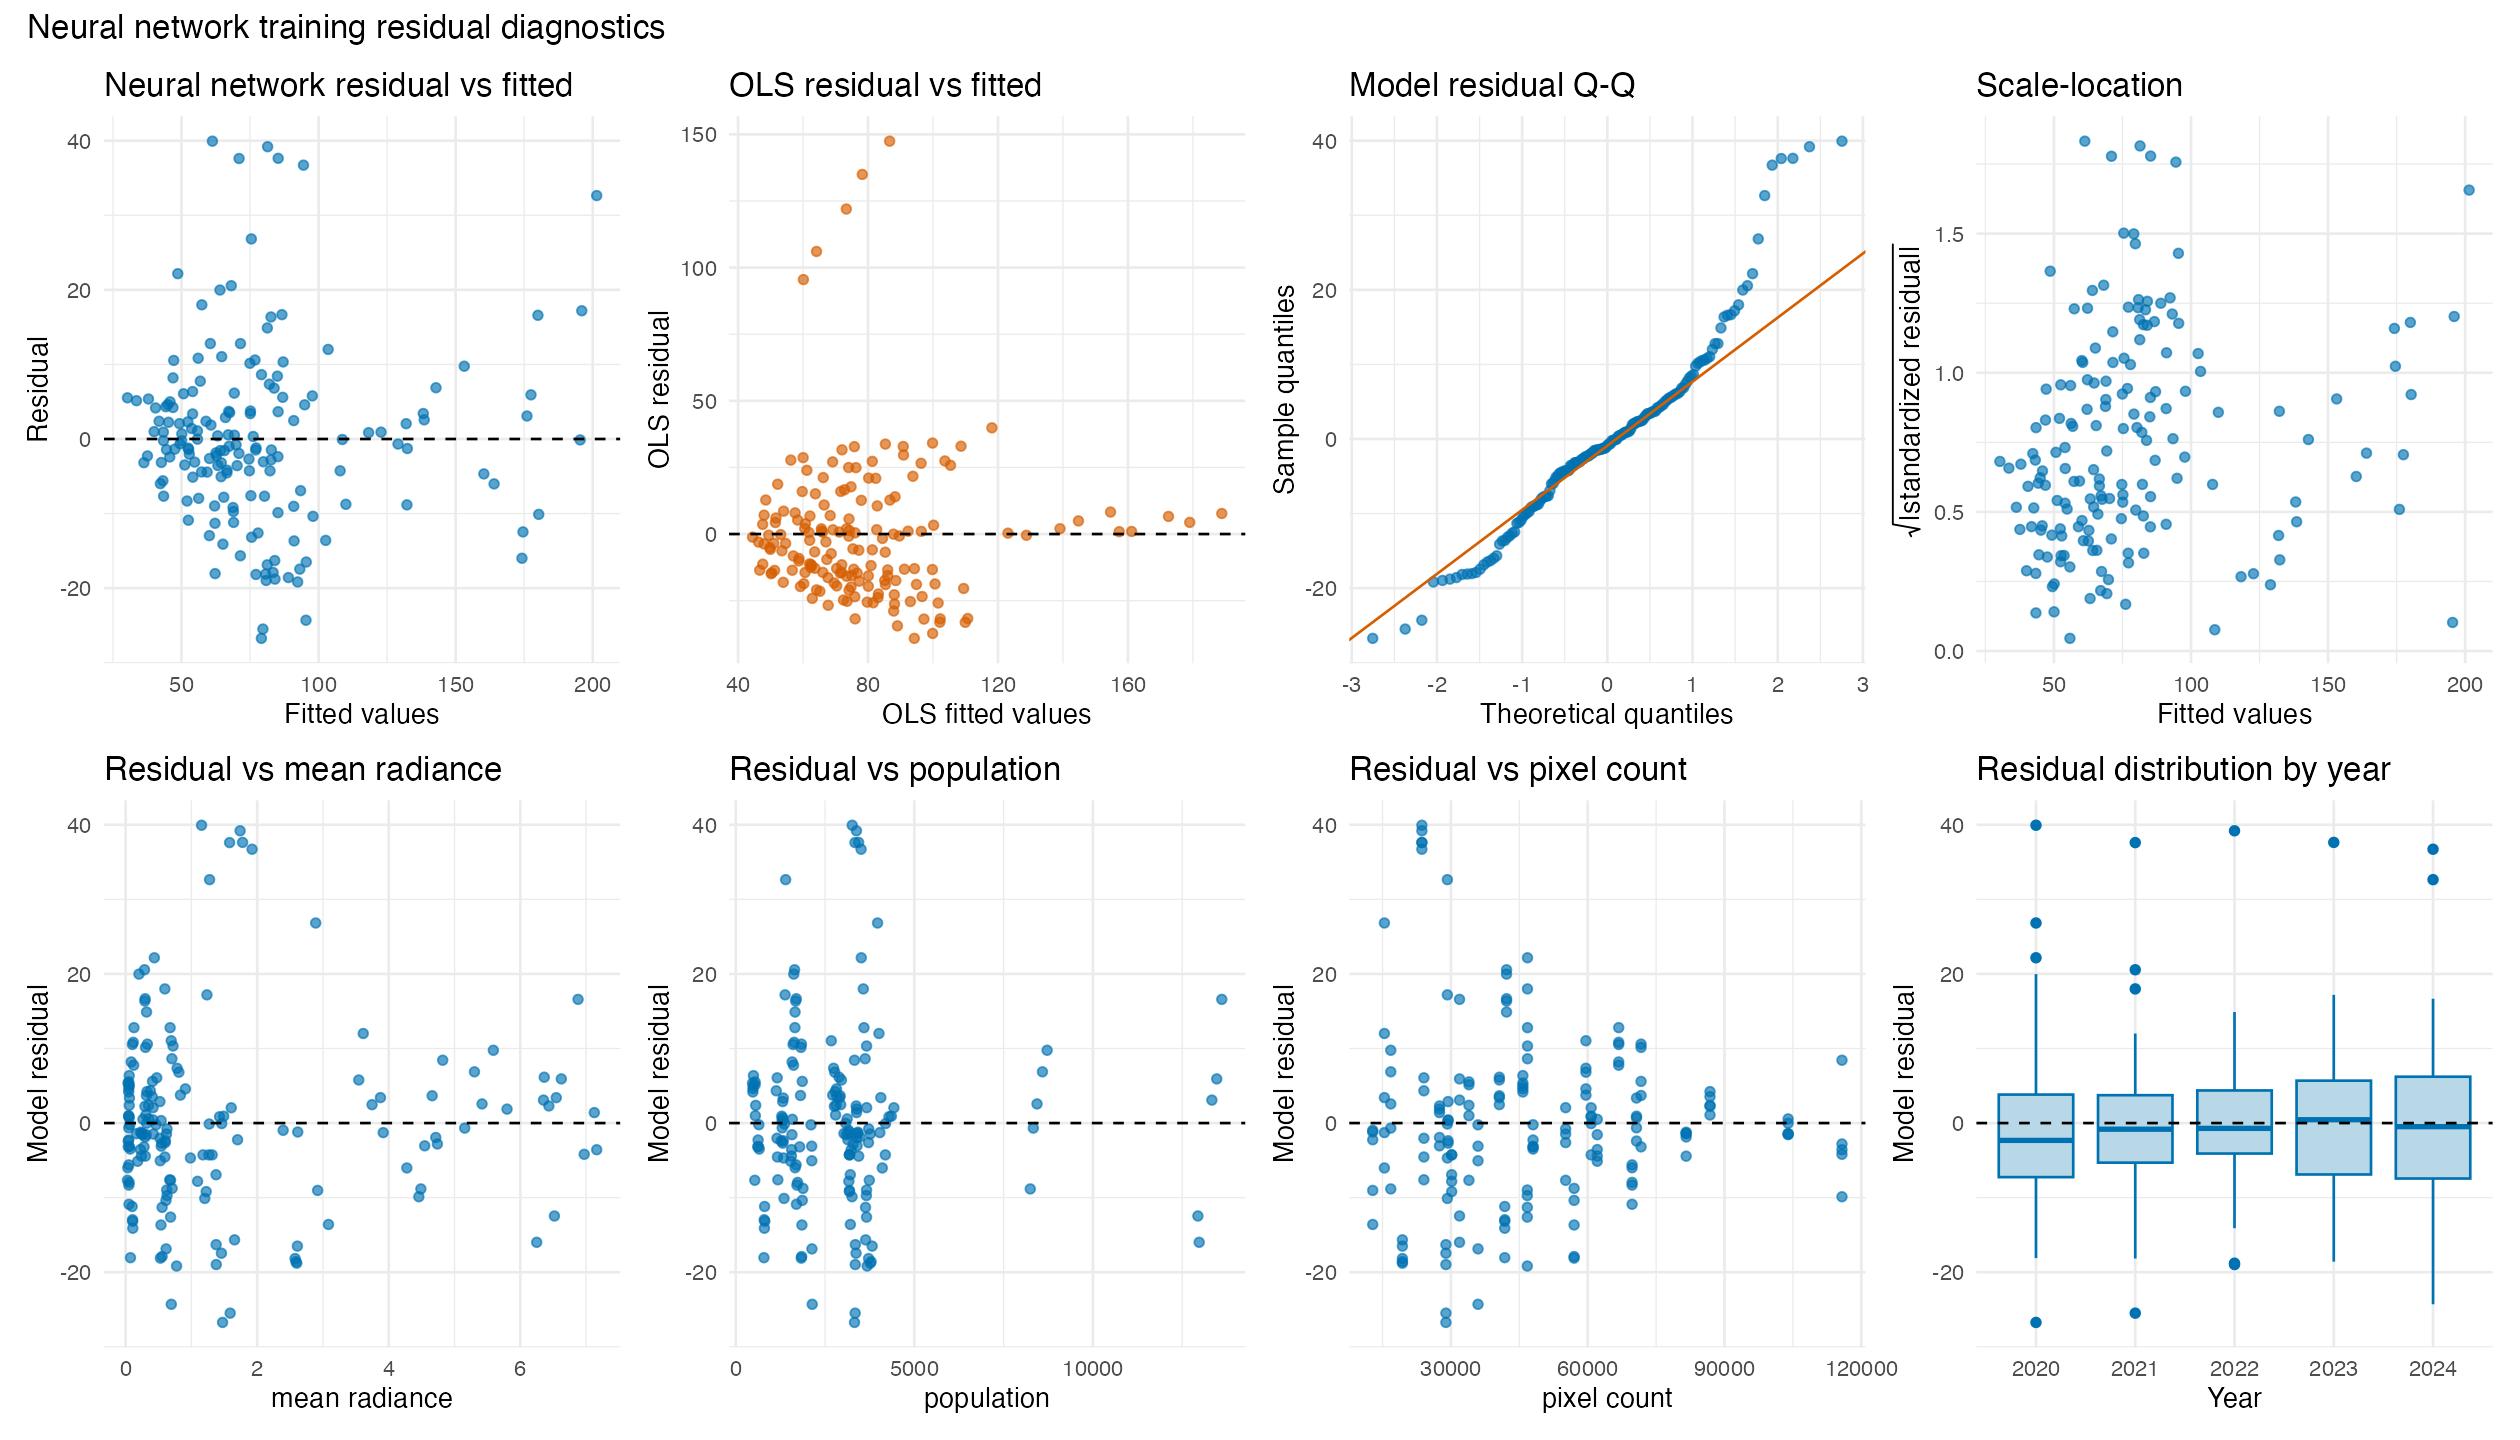 Neural network training residual diagnostics
Neural network residual vs fitted
Residual
40
20
0
-20
50 100 150 200
Fitted values
OLS residual vs fitted
OLS residual
150
100
50
0
40 80 120 160
OLS fitted values
Model residual Q-Q
Sample quantiles
40
20
0
-20
-3 -2 -1 0 1 2 3
Theoretical quantiles
Scale-location
√|standardized residual|
1.5
1.0
0.5
0.0
50 100 150 200
Fitted values
Residual vs mean radiance
Model residual
40
20
0
-20
0 2 4 6
mean radiance
Residual vs population
Model residual
40
20
0
-20
0 5000 10000
population
Residual vs pixel count
Model residual
40
20
0
-20
30000 60000 90000 120000
pixel count
Residual distribution by year
Model residual
40
20
0
-20
2020 2021 2022 2023 2024
Year